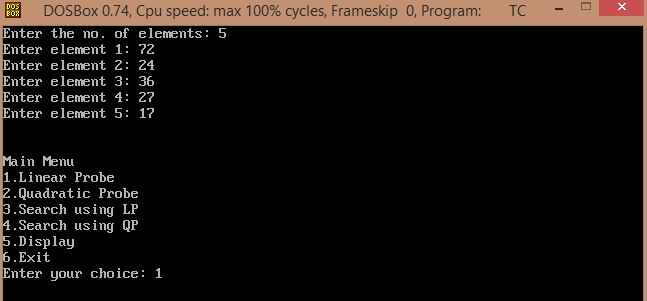 DOS BOX
DOSBox 0.74, Cpu speed: max 100% cycles, Frameskip 0, Program: TC
Enter the no. of elements: 5
Enter element 1: 72
Enter element 2: 24
Enter element 3: 36
Enter element 4: 27
Enter element 5: 17
Main Menu
1.Linear Probe
2.Quadratic Probe
3.Search using LP
4.Search using QP
5.Display
6.Exit
Enter your choice: 1